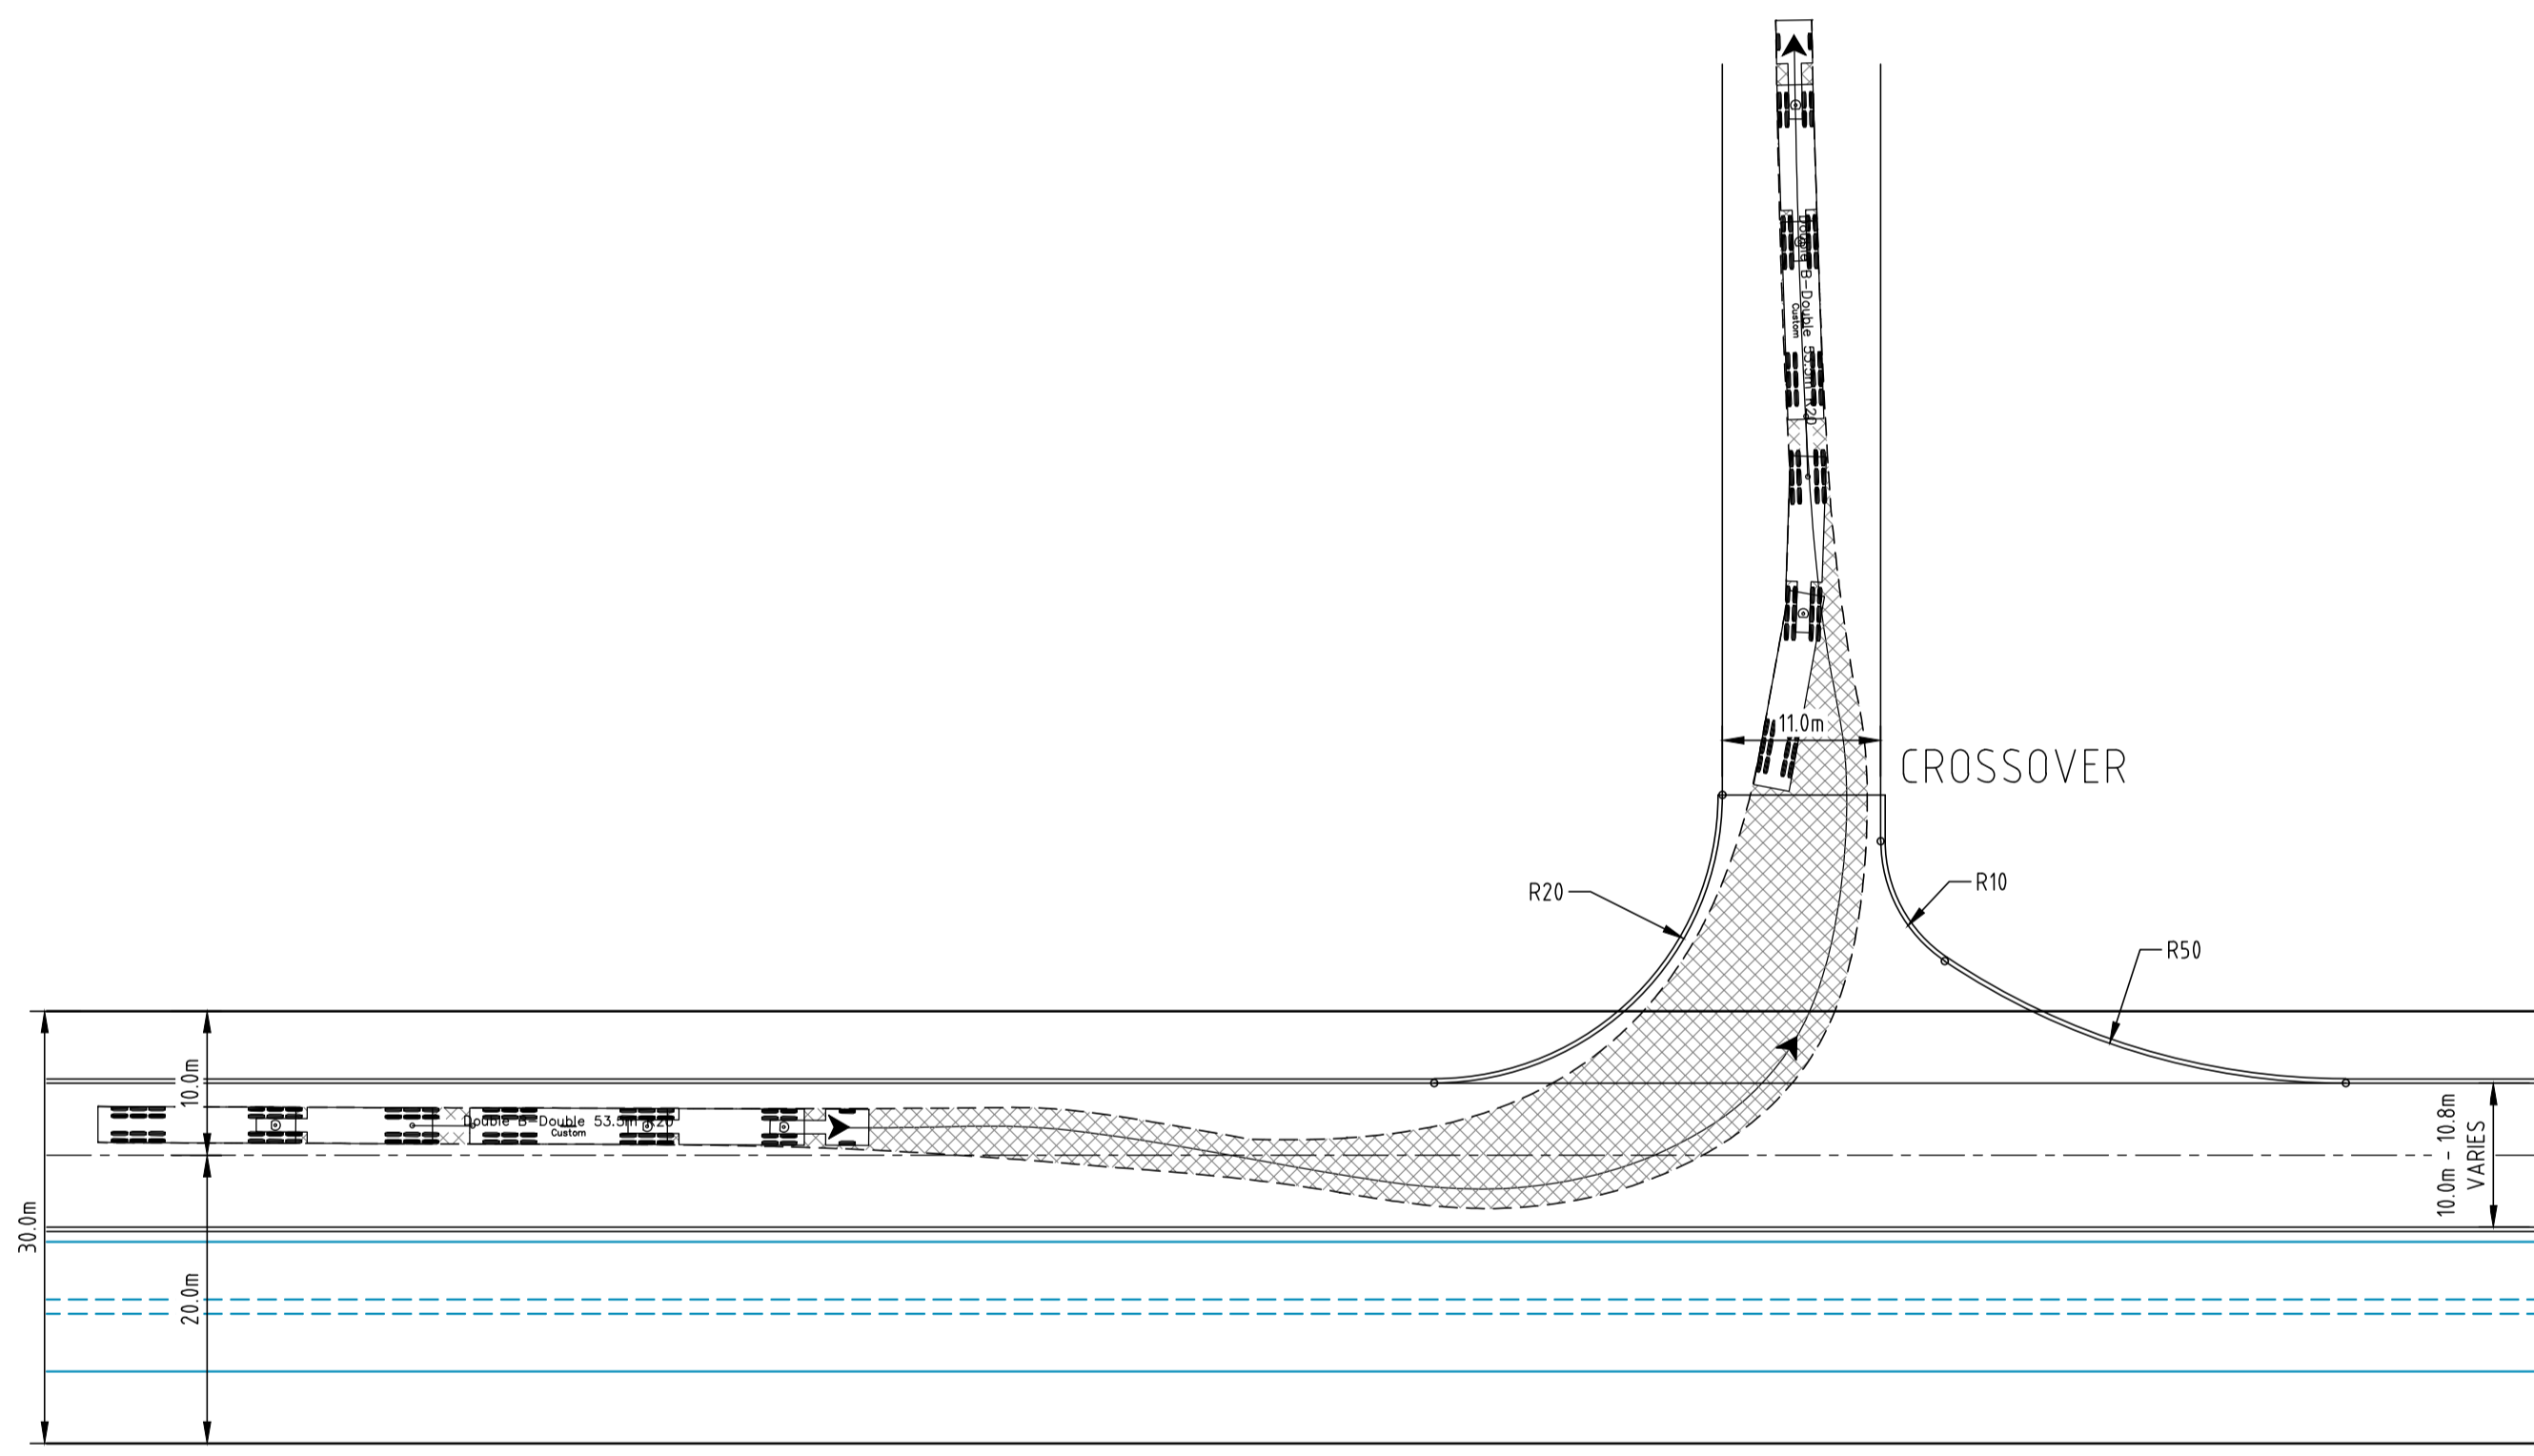 Double B-Double 53.5m R20
Custom
11.0m
CROSSOVER
R20
R10
R50
10.0m
Double B-Double 53.5m R20
Custom
10.0m - 10.8m
VARIES
30.0m
20.0m